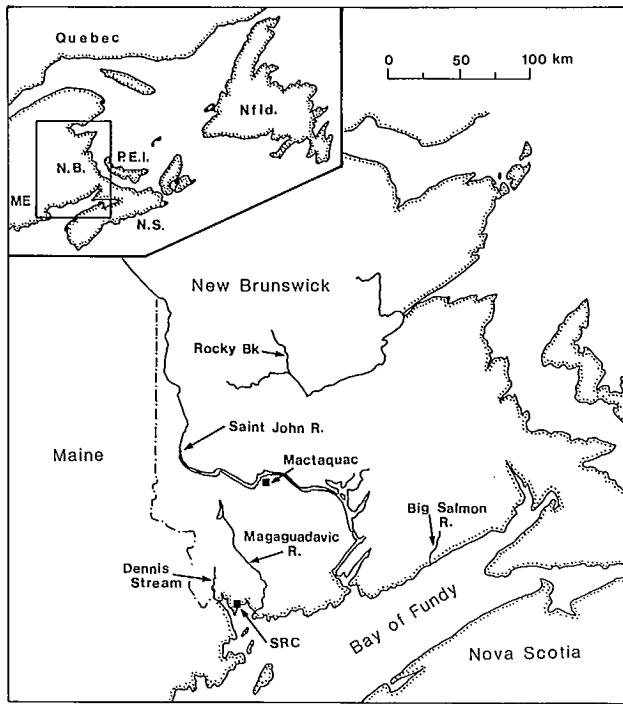 Quebec
Nfld.
P.E.I.
N.B.
ME
N.S.
0 50 100 km
New Brunswick
Rocky Bk
Saint John R.
Maine
Mactaquac
Big Salmon
R.
Magaguadavic
R.
Dennis
Stream
SRC
Bay of Fundy
Nova Scotia